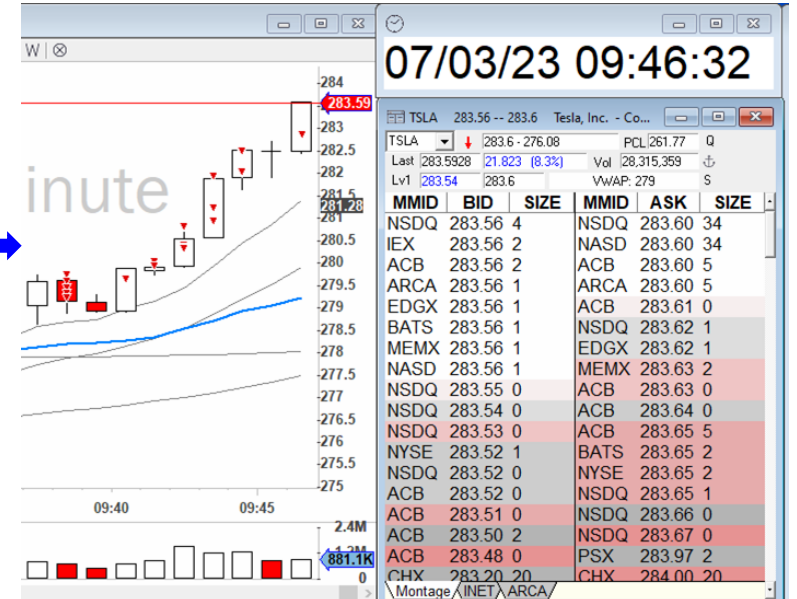 W
07/03/23 09:46:32
inute
284
283.59
283
282.5
282
281.5
281.28
281
280.5
280
279.5
279
278.5
278
277.5
277
276.5
276
275.5
275
09:40 09:45
2.4M
1.2M
881.1K
0
TSLA 283.56 -- 283.6 Tesla, Inc. - Co...
TSLA 283.6 - 276.08 PCL 261.77 Q
Last 283.5928 21.823 (8.3%) Vol 28,315,359
Lv1 283.54 283.6 VWAP: 279 S
MMID BID SIZE MMID ASK SIZE
NSDQ 283.56 4 NSDQ 283.60 34
IEX 283.56 2 NASD 283.60 34
ACB 283.56 2 ACB 283.60 5
ARCA 283.56 1 ARCA 283.60 5
EDGX 283.56 1 ACB 283.61 0
BATS 283.56 1 NSDQ 283.62 1
MEMX 283.56 1 EDGX 283.62 1
NASD 283.56 1 MEMX 283.63 2
NSDQ 283.55 0 ACB 283.63 0
NSDQ 283.54 0 ACB 283.64 0
NSDQ 283.53 0 ACB 283.65 5
NYSE 283.52 1 BATS 283.65 2
NSDQ 283.52 0 NYSE 283.65 2
ACB 283.52 0 NSDQ 283.65 1
ACB 283.51 0 NSDQ 283.66 0
ACB 283.50 2 NSDQ 283.67 0
ACB 283.48 0 PSX 283.97 2
CHX 283.20 20 CHX 284.00 20
Montage INET ARCA